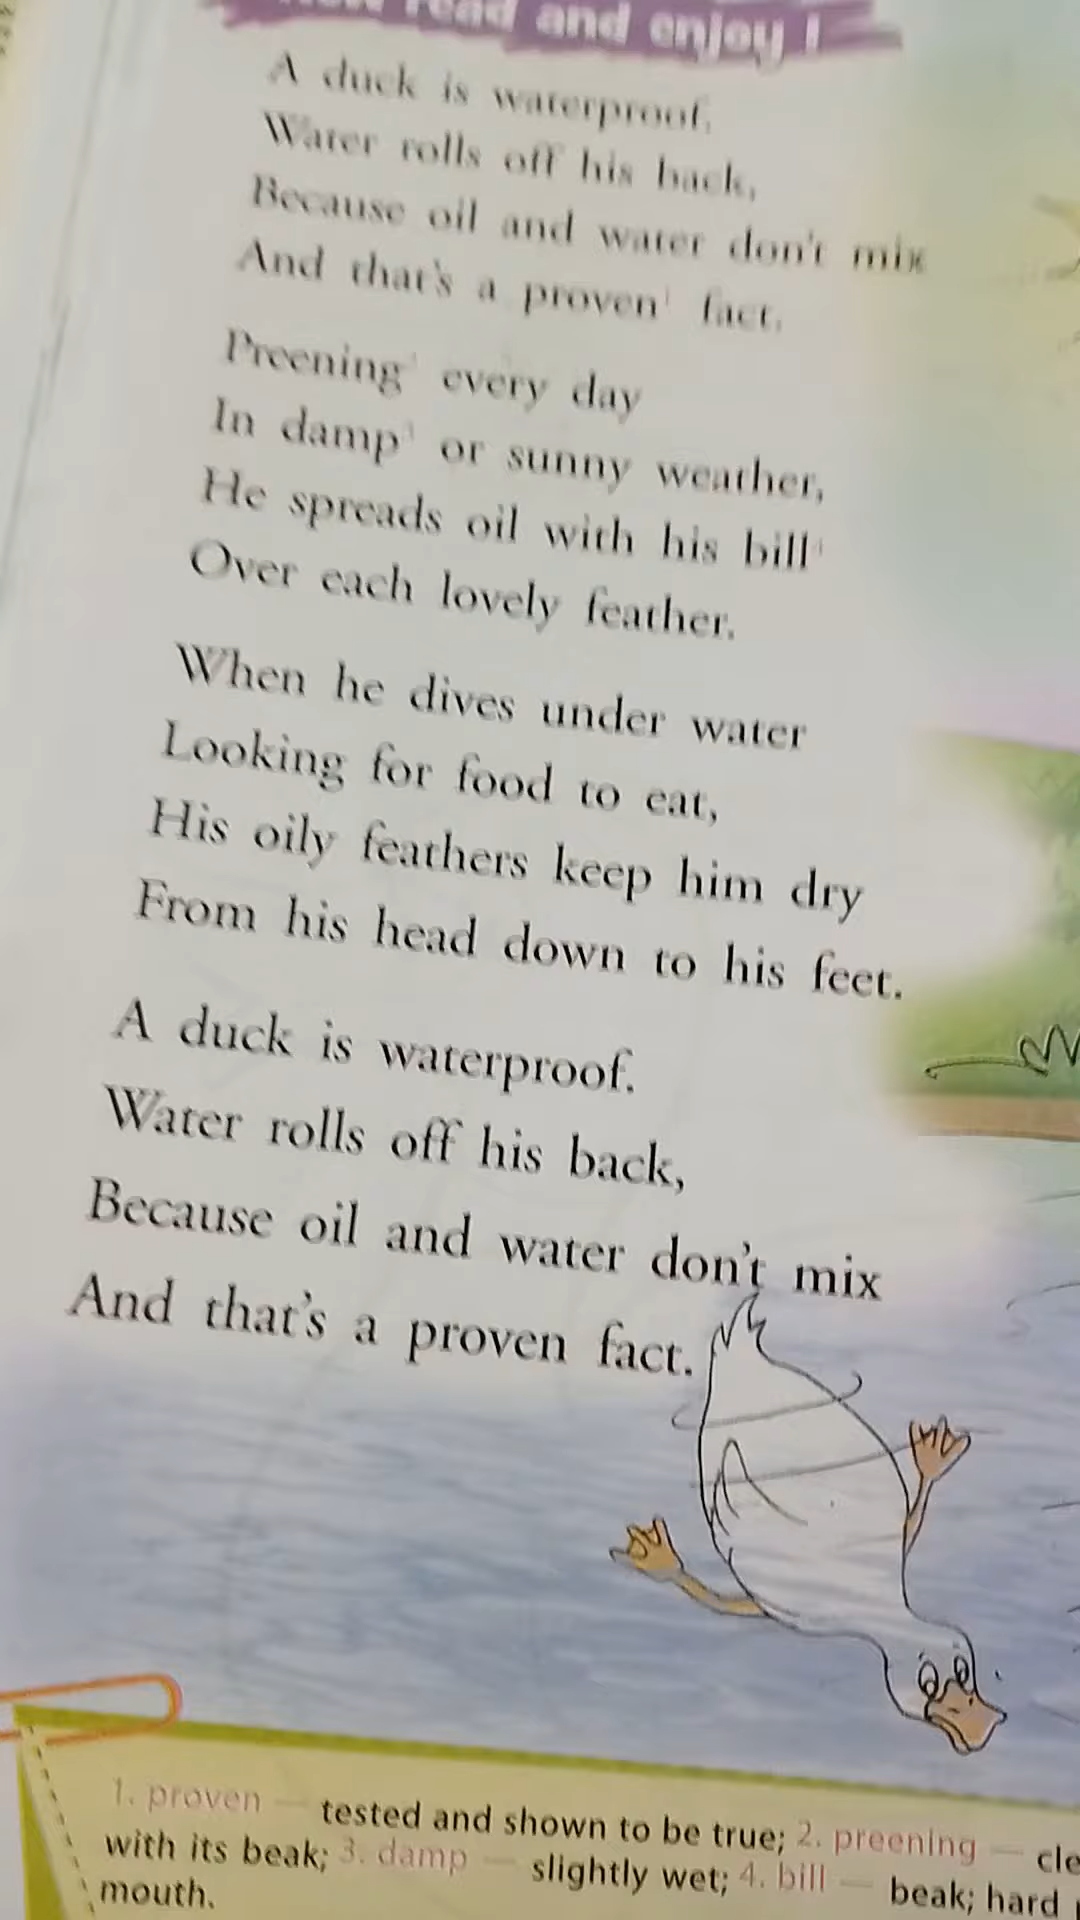 read and enjoy !
A duck is waterproof.
Water rolls off his back,
Because oil and water don't mix
And that's a proven¹ fact.
Preening² every day
In damp³ or sunny weather,
He spreads oil with his bill⁴
Over each lovely feather.
When he dives under water
Looking for food to eat,
His oily feathers keep him dry
From his head down to his feet.
A duck is waterproof.
Water rolls off his back,
Because oil and water don't mix
And that's a proven fact.
1. proven — tested and shown to be true; 2. preening —
with its beak; 3. damp — slightly wet; 4. bill — beak; hard
mouth.